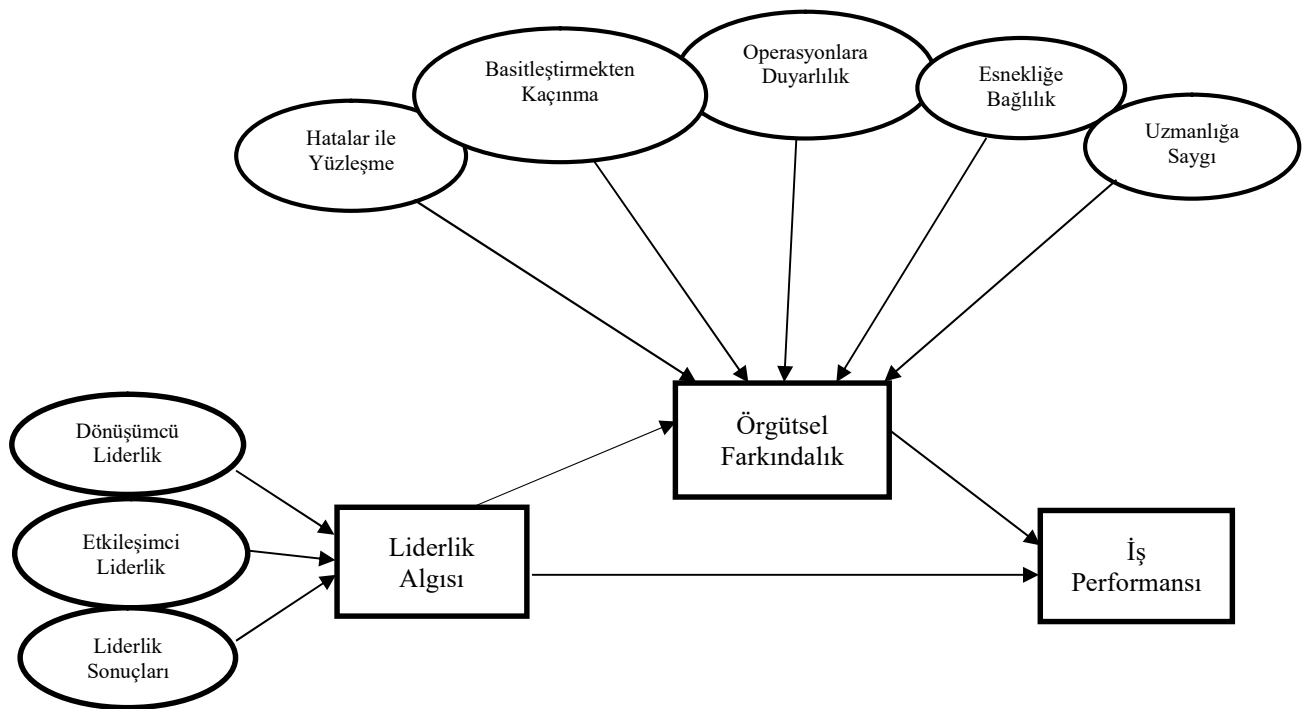 Hatalar ile
Yüzleşme
Basitleştirmekten
Kaçınma
Operasyonlara
Duyarlılık
Esnekliğe
Bağlılık
Uzmanlığa
Saygı
Örgütsel
Farkındalık
Dönüşümcü
Liderlik
Etkileşimci
Liderlik
Liderlik
Sonuçları
Liderlik
Algısı
İş
Performansı